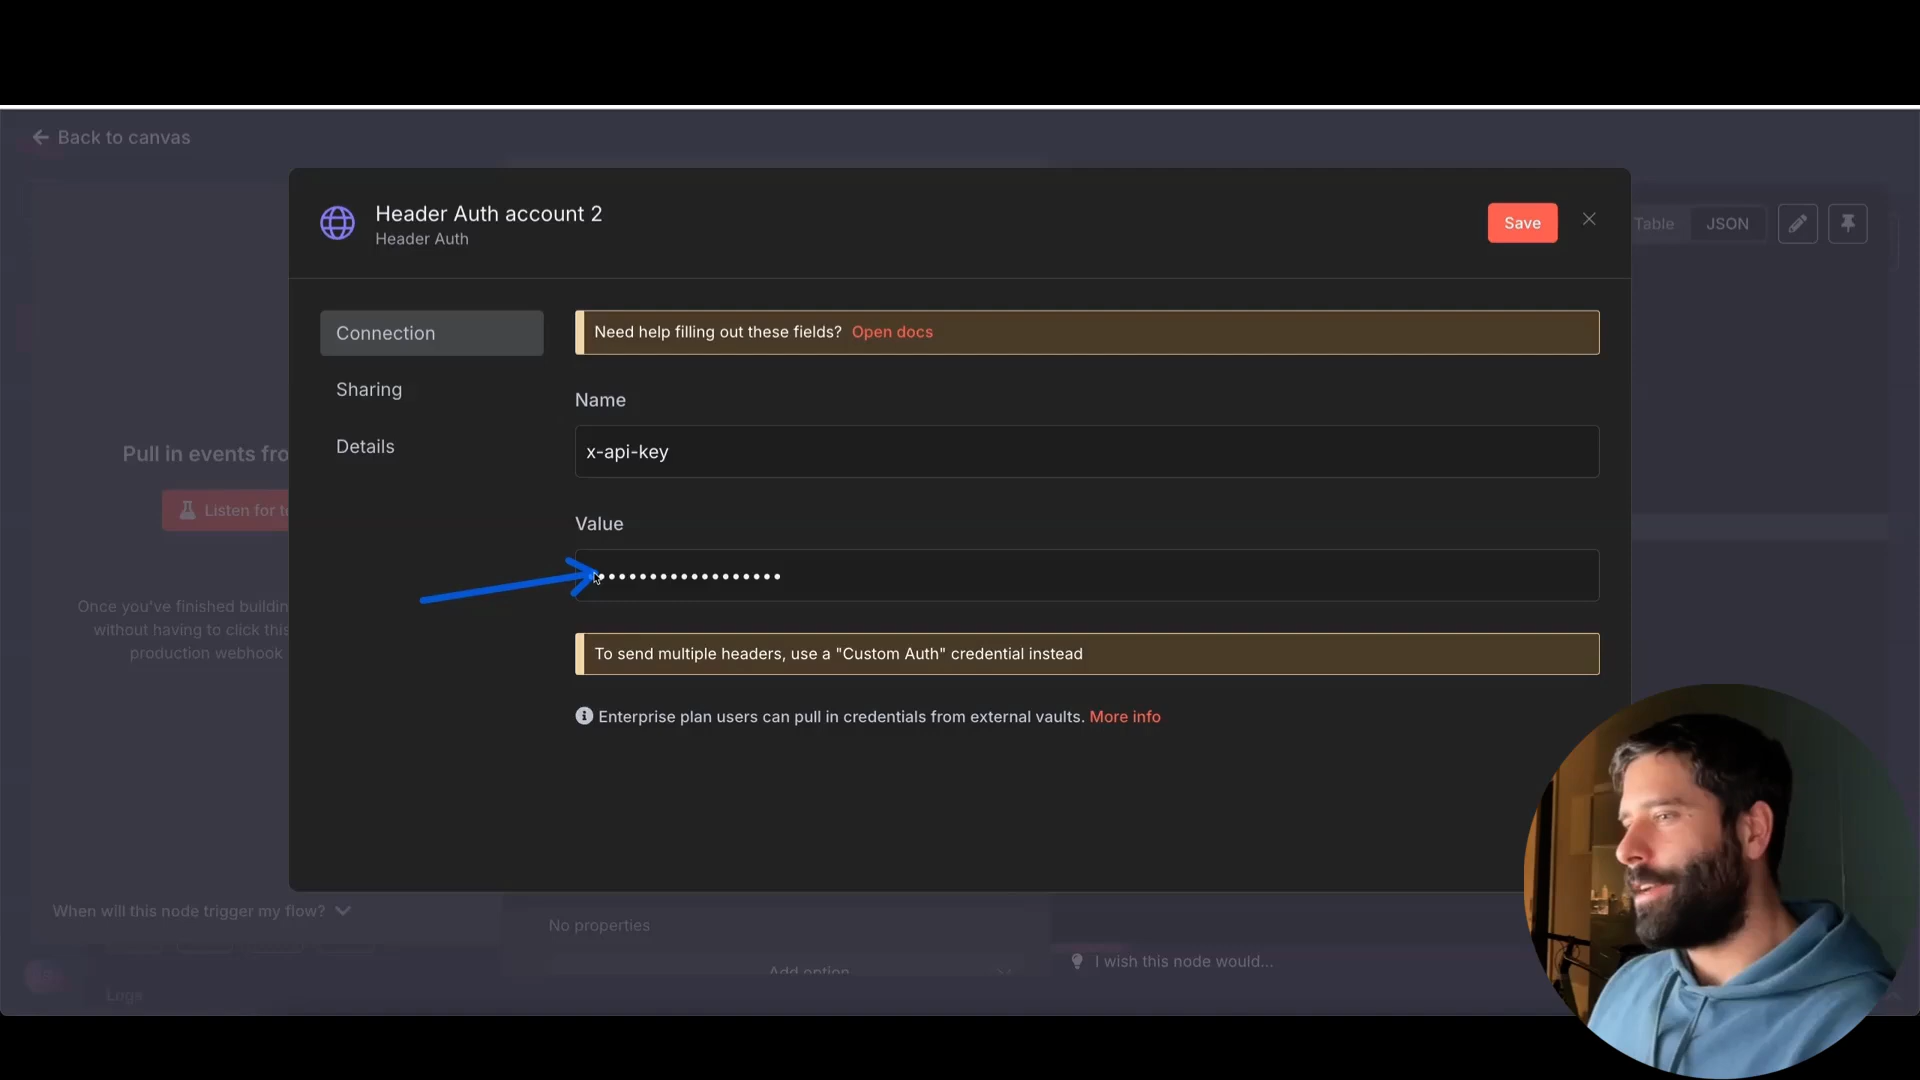 Back to canvas
Header Auth account 2
Header Auth
Save
Table
JSON
Connection
Sharing
Details
Need help filling out these fields? Open docs
Name
x-api-key
Value
To send multiple headers, use a "Custom Auth" credential instead
Enterprise plan users can pull in credentials from external vaults. More info
Pull in events
Listen for
Once you've finished
without having to click
production webhook
When will this node trigger my flow?
No properties
Add option
I wish this node would...
Logs